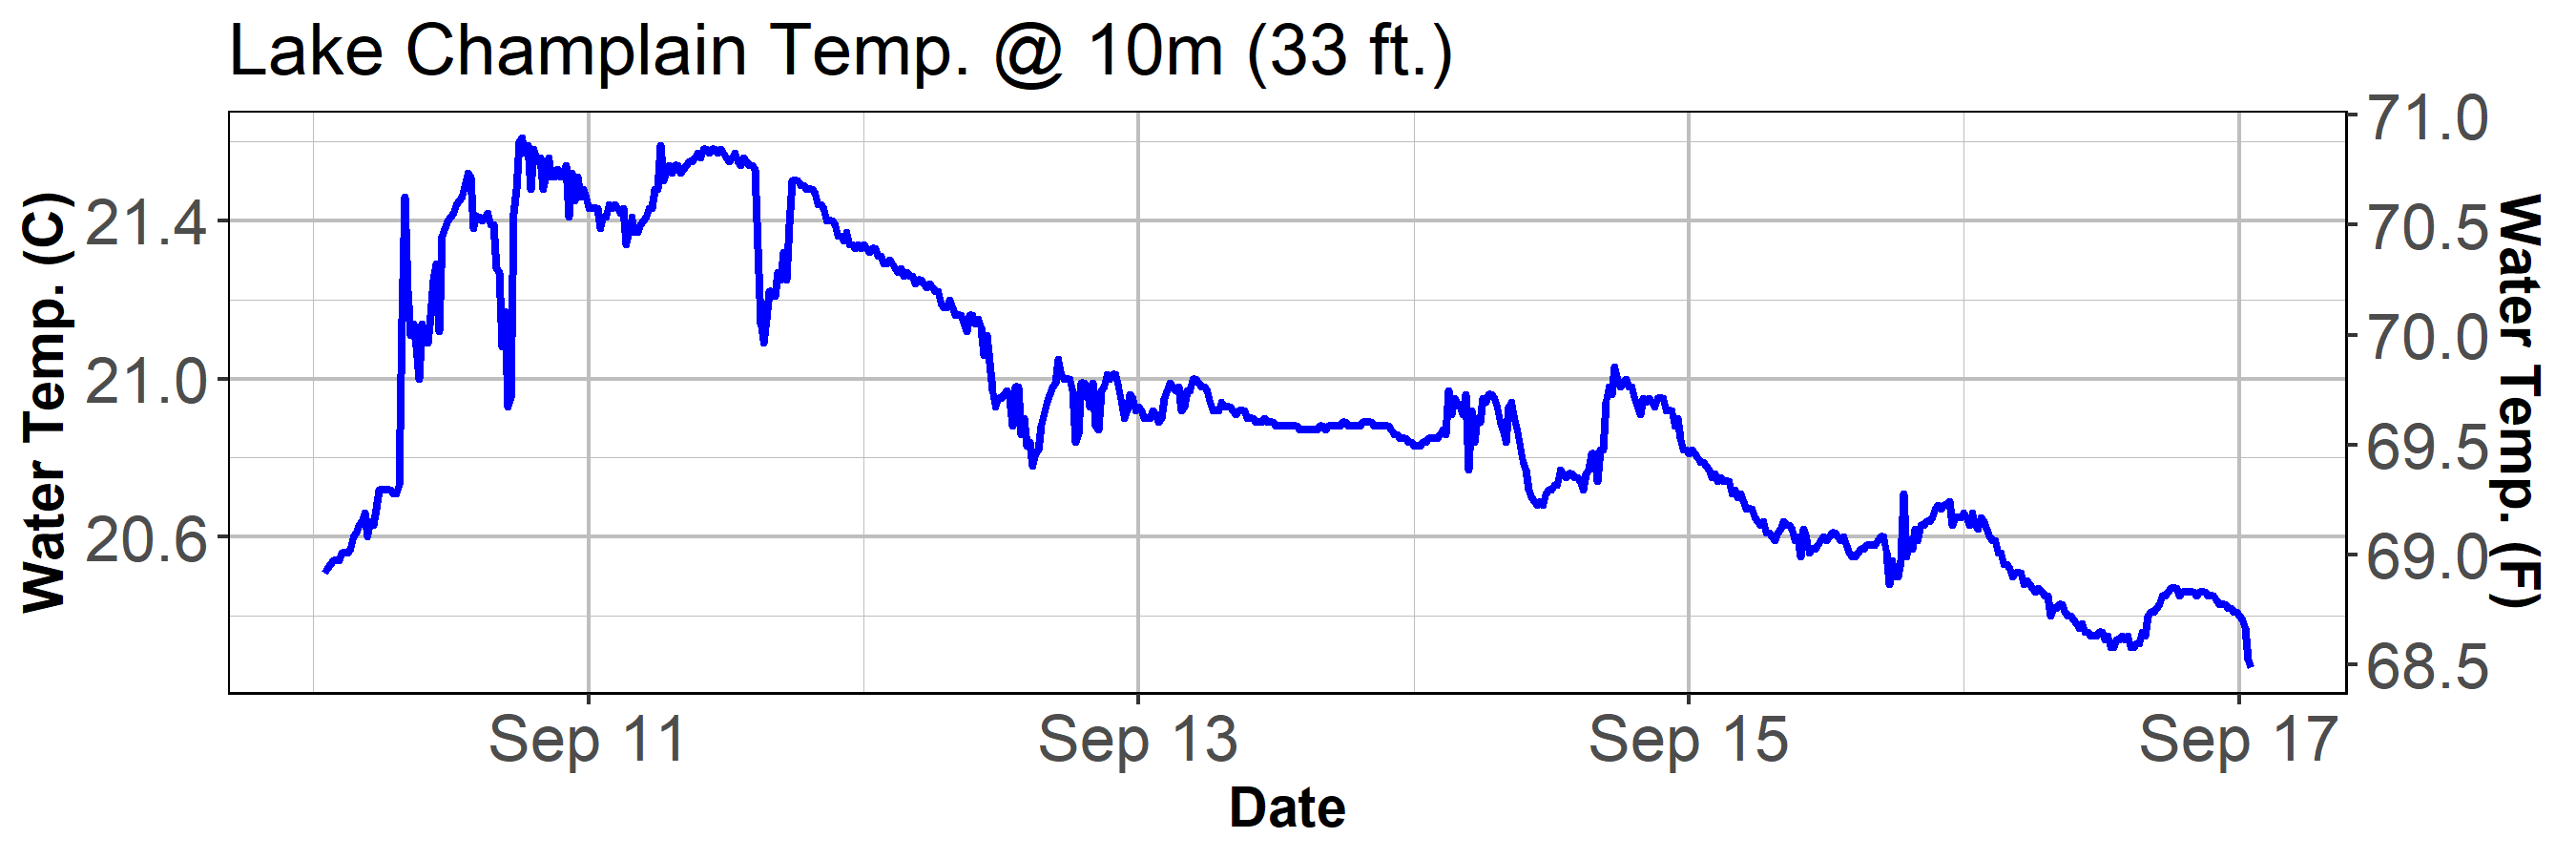 Lake Champlain Temp. @ 10m (33 ft.)
Water Temp. (C)
21.4
21.0
20.6
71.0
70.5
70.0
69.5
69.0
68.5
Water Temp. (F)
Sep 11
Sep 13
Sep 15
Sep 17
Date